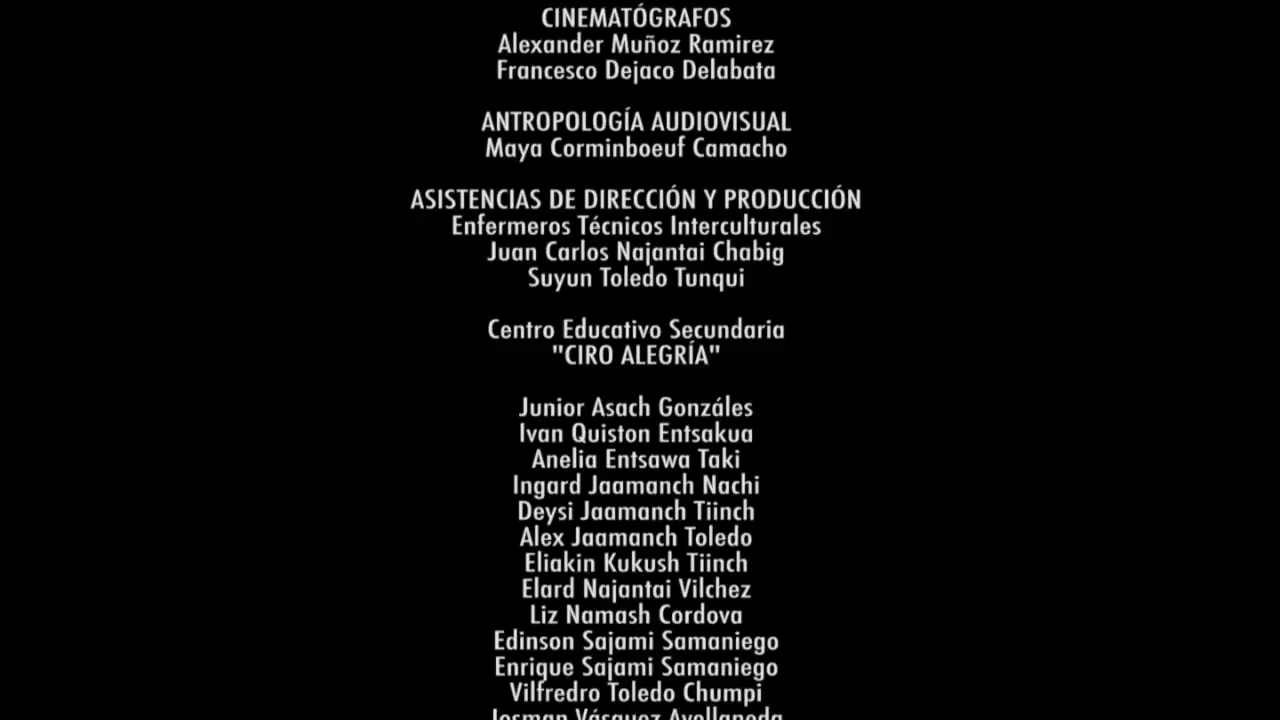 CINEMATÓGRAFOS
Alexander Muñoz Ramirez
Francesco Dejaco Delabata
ANTROPOLOGÍA AUDIOVISUAL
Maya Corminboeuf Camacho
ASISTENCIAS DE DIRECCIÓN Y PRODUCCIÓN
Enfermeros Técnicos Interculturales
Juan Carlos Najantai Chabig
Suyun Toledo Tunqui
Centro Educativo Secundaria
"CIRO ALEGRÍA"
Junior Asach Gonzáles
Ivan Quiston Entsakua
Anelia Entsawa Taki
Ingard Jaamanch Nachi
Deysi Jaamanch Tiinch
Alex Jaamanch Toledo
Eliakin Kukush Tiinch
Elard Najantai Vilchez
Liz Namash Cordova
Edinson Sajami Samaniego
Enrique Sajami Samaniego
Vilfredro Toledo Chumpi
Vásquez Avellaneda